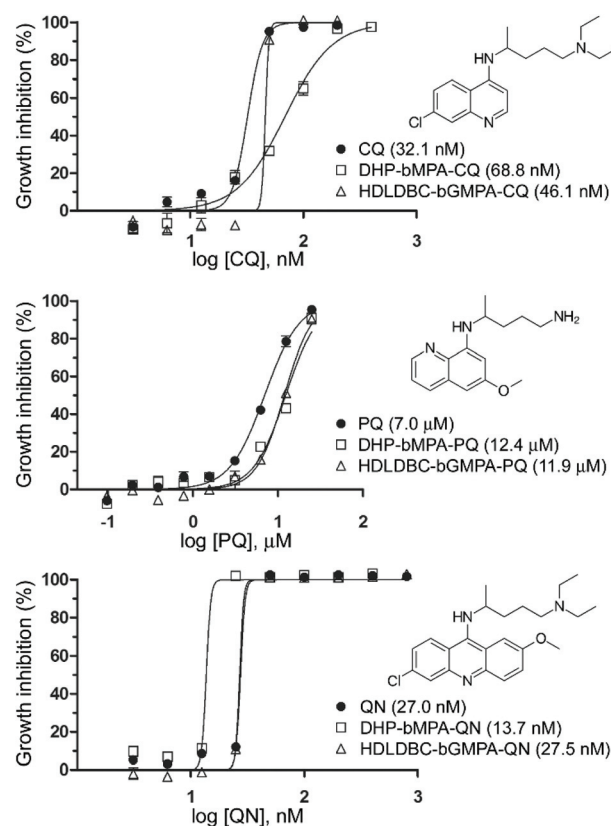 Growth inhibition (%)
100
80
60
40
20
0
1
2
3
log [CQ], nM
HN
N
Cl
N
● CQ (32.1 nM)
□ DHP-bMPA-CQ (68.8 nM)
△ HDLDBC-bGMPA-CQ (46.1 nM)
Growth inhibition (%)
100
80
60
40
20
0
-1
0
1
2
log [PQ], μM
HN
NH₂
N
O
● PQ (7.0 μM)
□ DHP-bMPA-PQ (12.4 μM)
△ HDLDBC-bGMPA-PQ (11.9 μM)
Growth inhibition (%)
100
80
60
40
20
0
0
1
2
3
log [QN], nM
HN
N
O
Cl
N
● QN (27.0 nM)
□ DHP-bMPA-QN (13.7 nM)
△ HDLDBC-bGMPA-QN (27.5 nM)